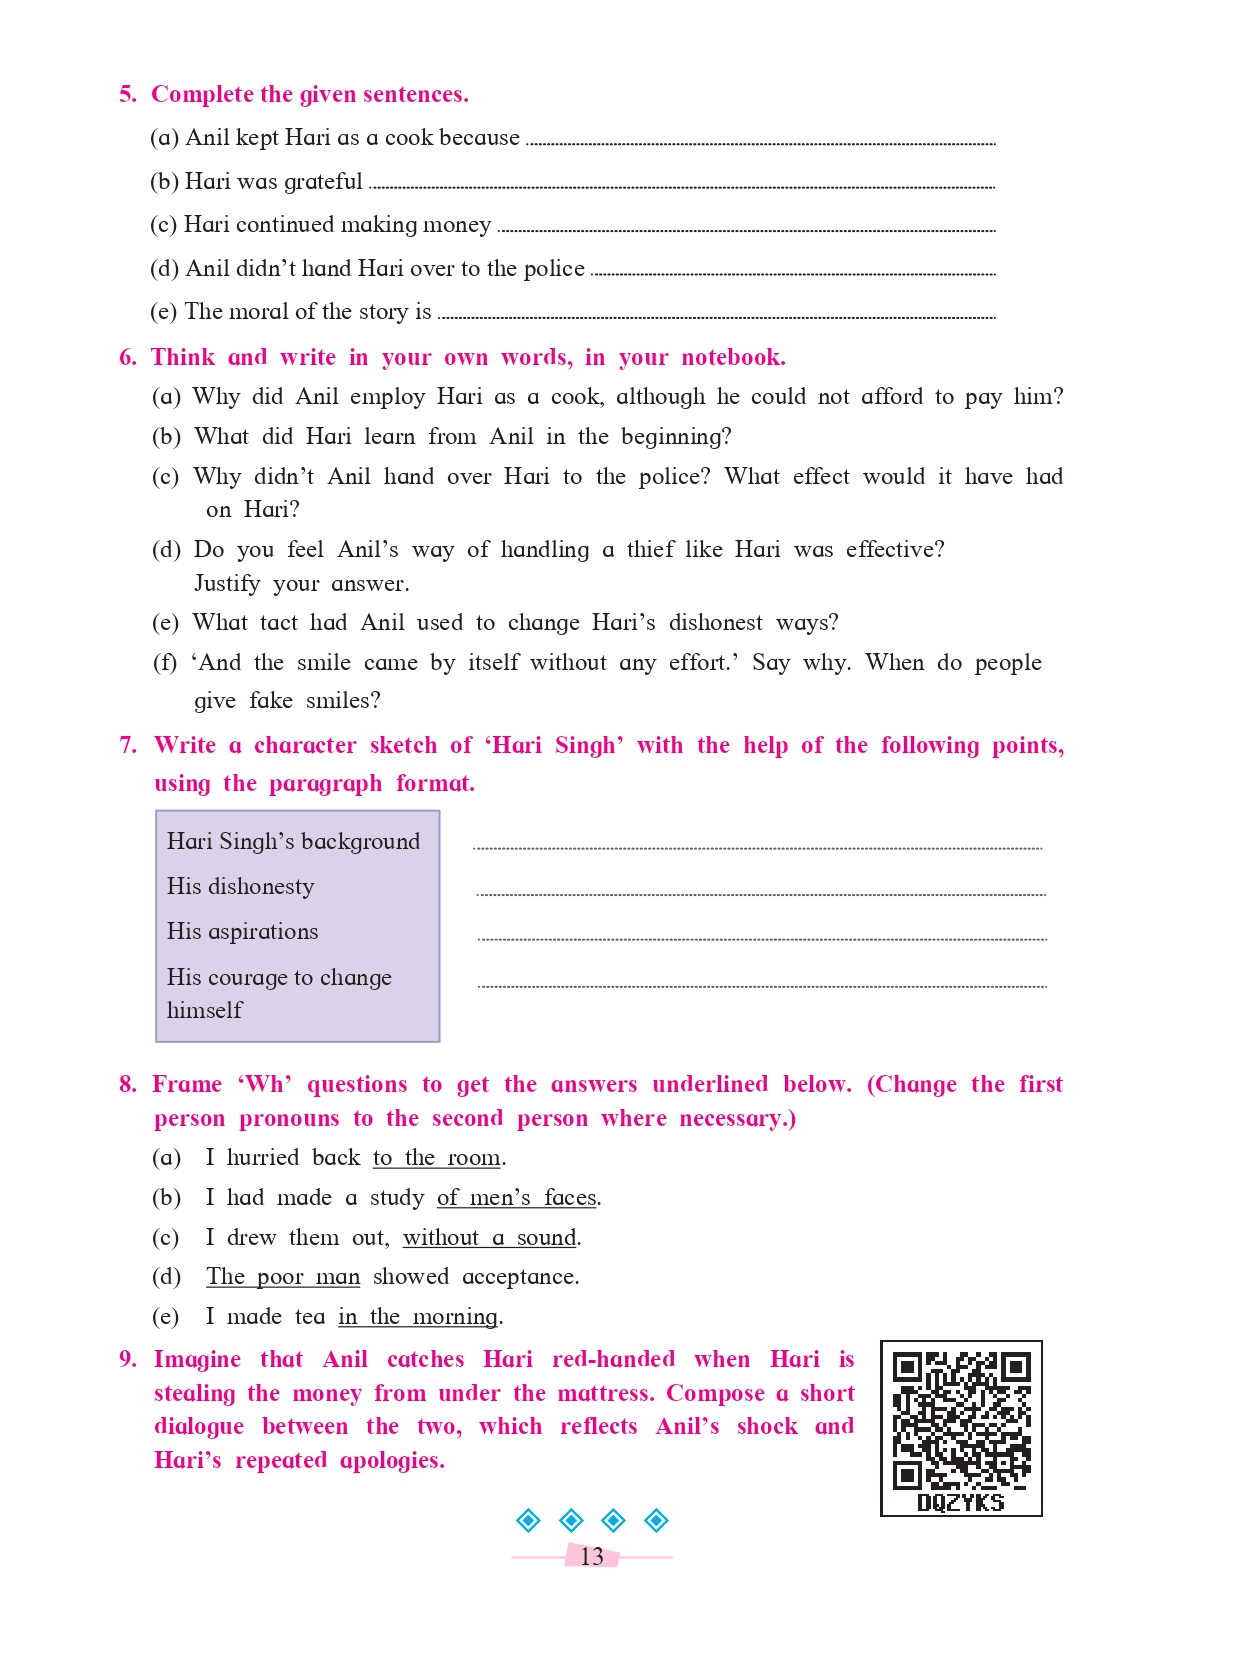 5. Complete the given sentences.
(a) Anil kept Hari as a cook because
(b) Hari was grateful
(c) Hari continued making money
(d) Anil didn’t hand Hari over to the police
(e) The moral of the story is
6. Think and write in your own words, in your notebook.
(a) Why did Anil employ Hari as a cook, although he could not afford to pay him?
(b) What did Hari learn from Anil in the beginning?
(c) Why didn’t Anil hand over Hari to the police? What effect would it have had
on Hari?
(d) Do you feel Anil’s way of handling a thief like Hari was effective?
Justify your answer.
(e) What tact had Anil used to change Hari’s dishonest ways?
(f) ‘And the smile came by itself without any effort.’ Say why. When do people
give fake smiles?
7. Write a character sketch of ‘Hari Singh’ with the help of the following points,
using the paragraph format.
Hari Singh’s background
His dishonesty
His aspirations
His courage to change
himself
8. Frame ‘Wh’ questions to get the answers underlined below. (Change the first
person pronouns to the second person where necessary.)
(a) I hurried back to the room.
(b) I had made a study of men’s faces.
(c) I drew them out, without a sound.
(d) The poor man showed acceptance.
(e) I made tea in the morning.
9. Imagine that Anil catches Hari red-handed when Hari is
stealing the money from under the mattress. Compose a short
dialogue between the two, which reflects Anil’s shock and
Hari’s repeated apologies.
DQZYKS
13